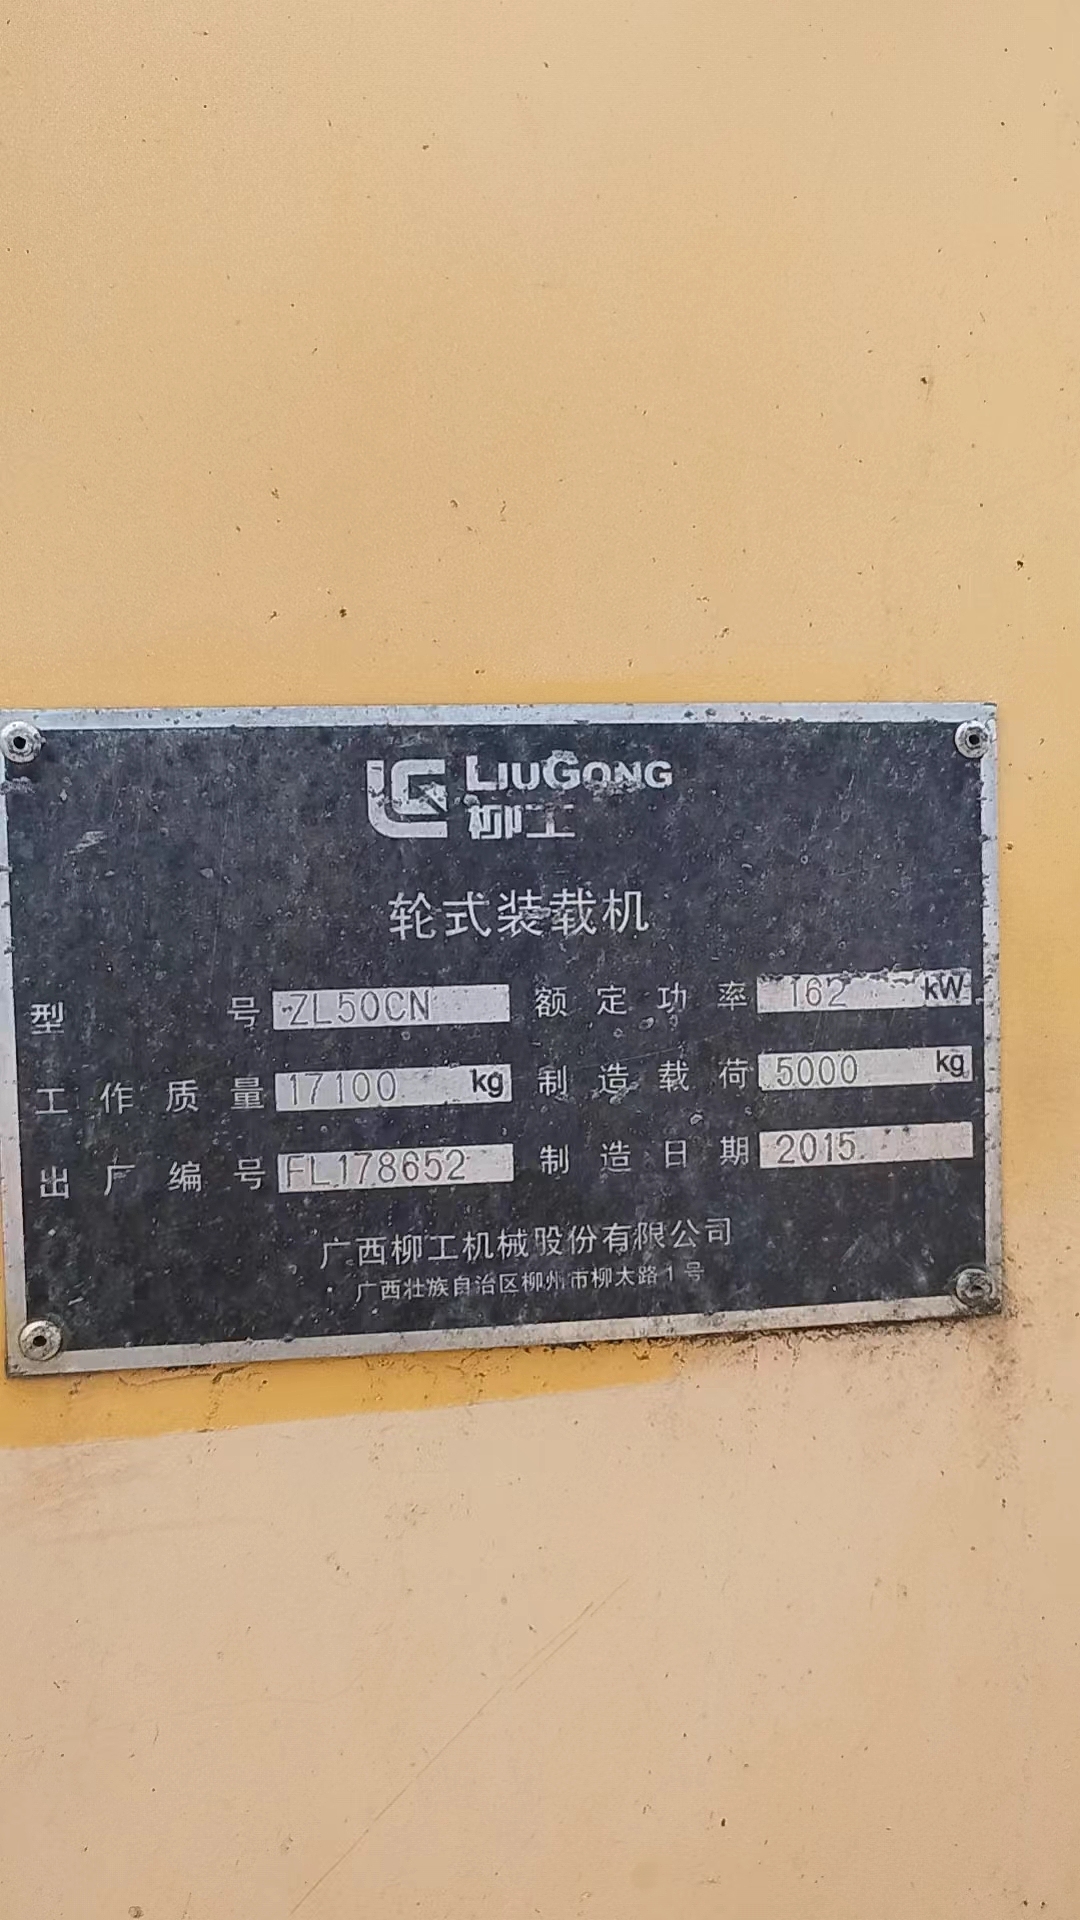 LIUGONG
柳工
轮式装载机
型号 ZL50CN 额定功率 162 kW
工作质量 17100 kg 制造载荷 5000 kg
出厂编号 FL178652 制造日期 2015.
广西柳工机械股份有限公司
广西壮族自治区柳州市柳太路1号